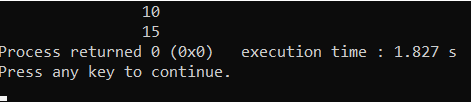 10
15
Process returned 0 (0x0)   execution time : 1.827 s
Press any key to continue.